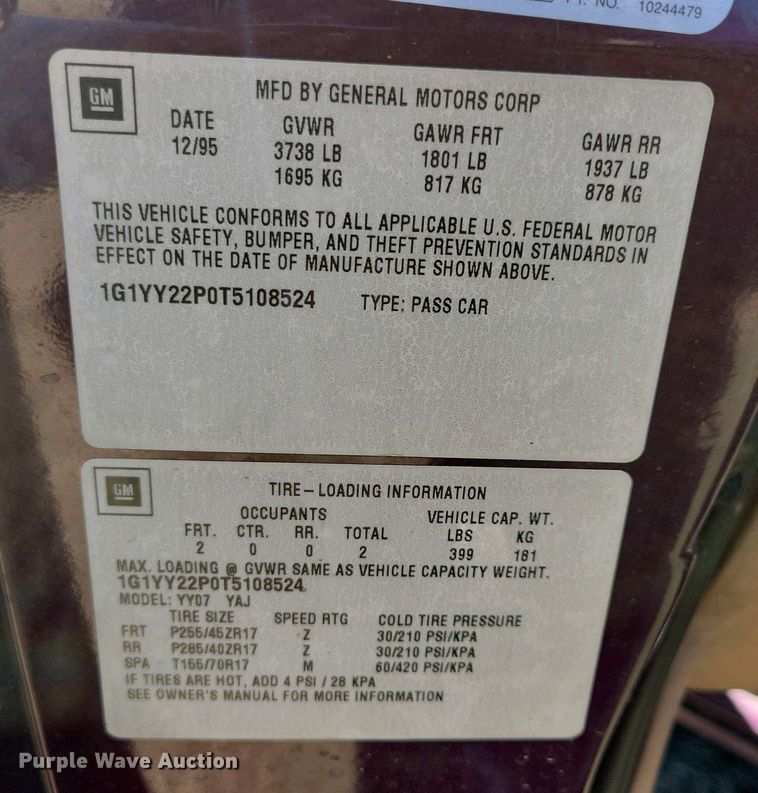 PT. NO. 10244479
GM
MFD BY GENERAL MOTORS CORP
DATE GVWR GAWR FRT GAWR RR
12/95 3738 LB 1801 LB 1937 LB
1695 KG 817 KG 878 KG
THIS VEHICLE CONFORMS TO ALL APPLICABLE U.S. FEDERAL MOTOR
VEHICLE SAFETY, BUMPER, AND THEFT PREVENTION STANDARDS IN
EFFECT ON THE DATE OF MANUFACTURE SHOWN ABOVE.
1G1YY22P0T5108524 TYPE: PASS CAR
GM
TIRE-LOADING INFORMATION
OCCUPANTS VEHICLE CAP. WT.
FRT. CTR. RR. TOTAL LBS KG
2 0 0 2 399 181
MAX. LOADING @ GVWR SAME AS VEHICLE CAPACITY WEIGHT.
1G1YY22P0T5108524
MODEL: YY07 YAJ
TIRE SIZE SPEED RTG COLD TIRE PRESSURE
FRT P255/45ZR17 Z 30/210 PSI/KPA
RR P285/40ZR17 Z 30/210 PSI/KPA
SPA T155/70R17 M 60/420 PSI/KPA
IF TIRES ARE HOT, ADD 4 PSI / 28 KPA
SEE OWNER'S MANUAL FOR MORE INFORMATION
Purple Wave Auction